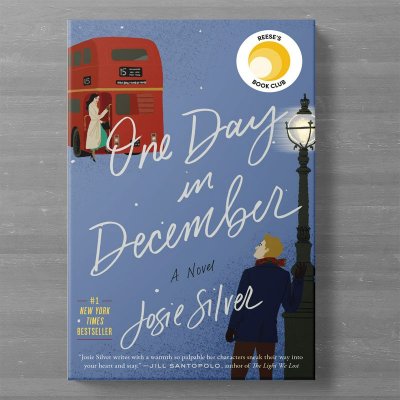 REESE'S
BOOK CLUB
15
15
One Day
in
December
A Novel
#1
NEW YORK
TIMES
BESTSELLER
Josie Silver
"Josie Silver writes with a warmth so palpable her characters sneak their way into
your heart and stay."—JILL SANTOPOLO, author of The Light We Lost